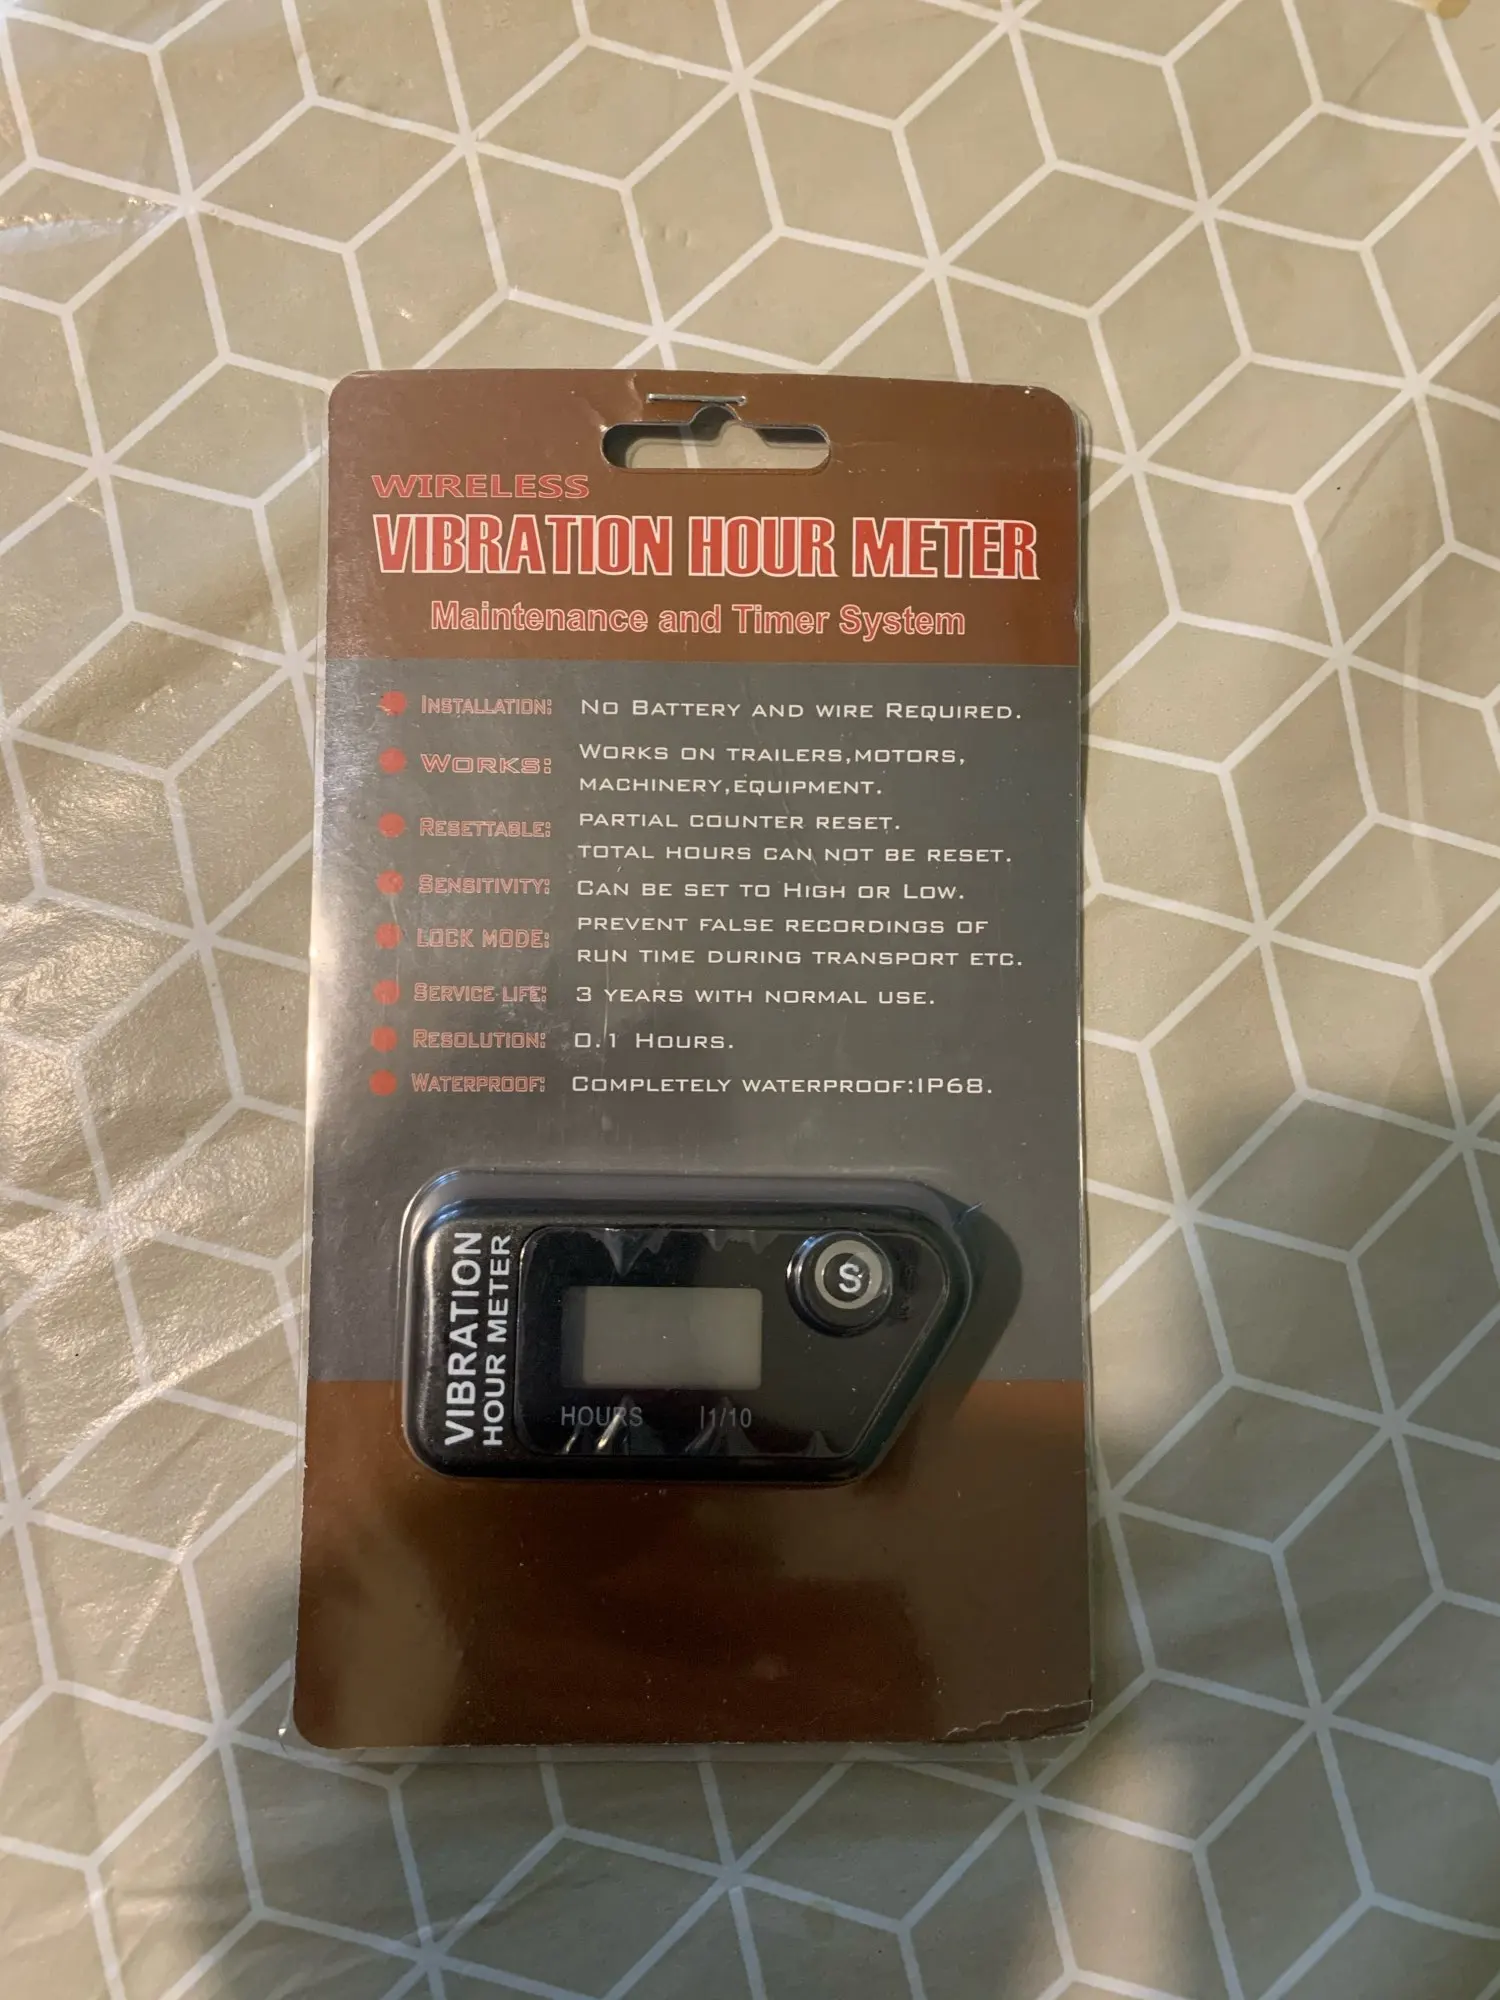 WIRELESS
VIBRATION HOUR METER
Maintenance and Timer System
INSTALLATION: NO BATTERY AND WIRE REQUIRED.
WORKS: WORKS ON TRAILERS,MOTORS,
MACHINERY,EQUIPMENT.
RESETTABLE: PARTIAL COUNTER RESET.
TOTAL HOURS CAN NOT BE RESET.
SENSITIVITY: CAN BE SET TO HIGH OR LOW.
LOCK MODE: PREVENT FALSE RECORDINGS OF
RUN TIME DURING TRANSPORT ETC.
SERVICE LIFE: 3 YEARS WITH NORMAL USE.
RESOLUTION: 0.1 HOURS.
WATERPROOF: COMPLETELY WATERPROOF:IP68.
VIBRATION
HOUR METER
S
HOURS |1/10